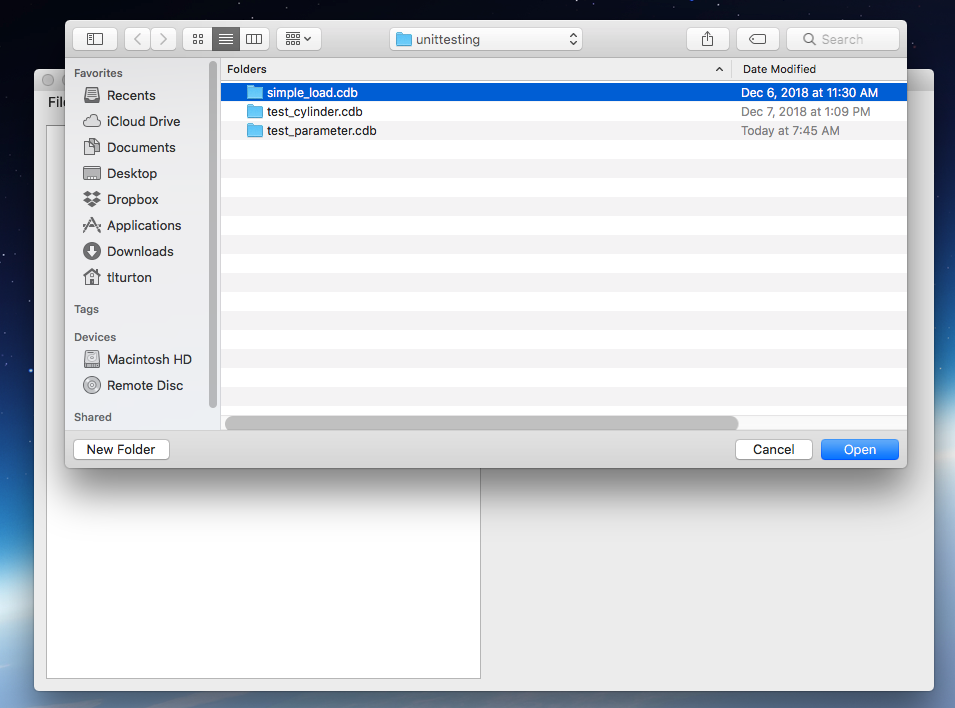 unittesting
Search
File
Favorites
Recents
iCloud Drive
Documents
Desktop
Dropbox
Applications
Downloads
tlturton
Tags
Devices
Macintosh HD
Remote Disc
Shared
Folders Date Modified
simple_load.cdb Dec 6, 2018 at 11:30 AM
test_cylinder.cdb Dec 7, 2018 at 1:09 PM
test_parameter.cdb Today at 7:45 AM
New Folder Cancel Open